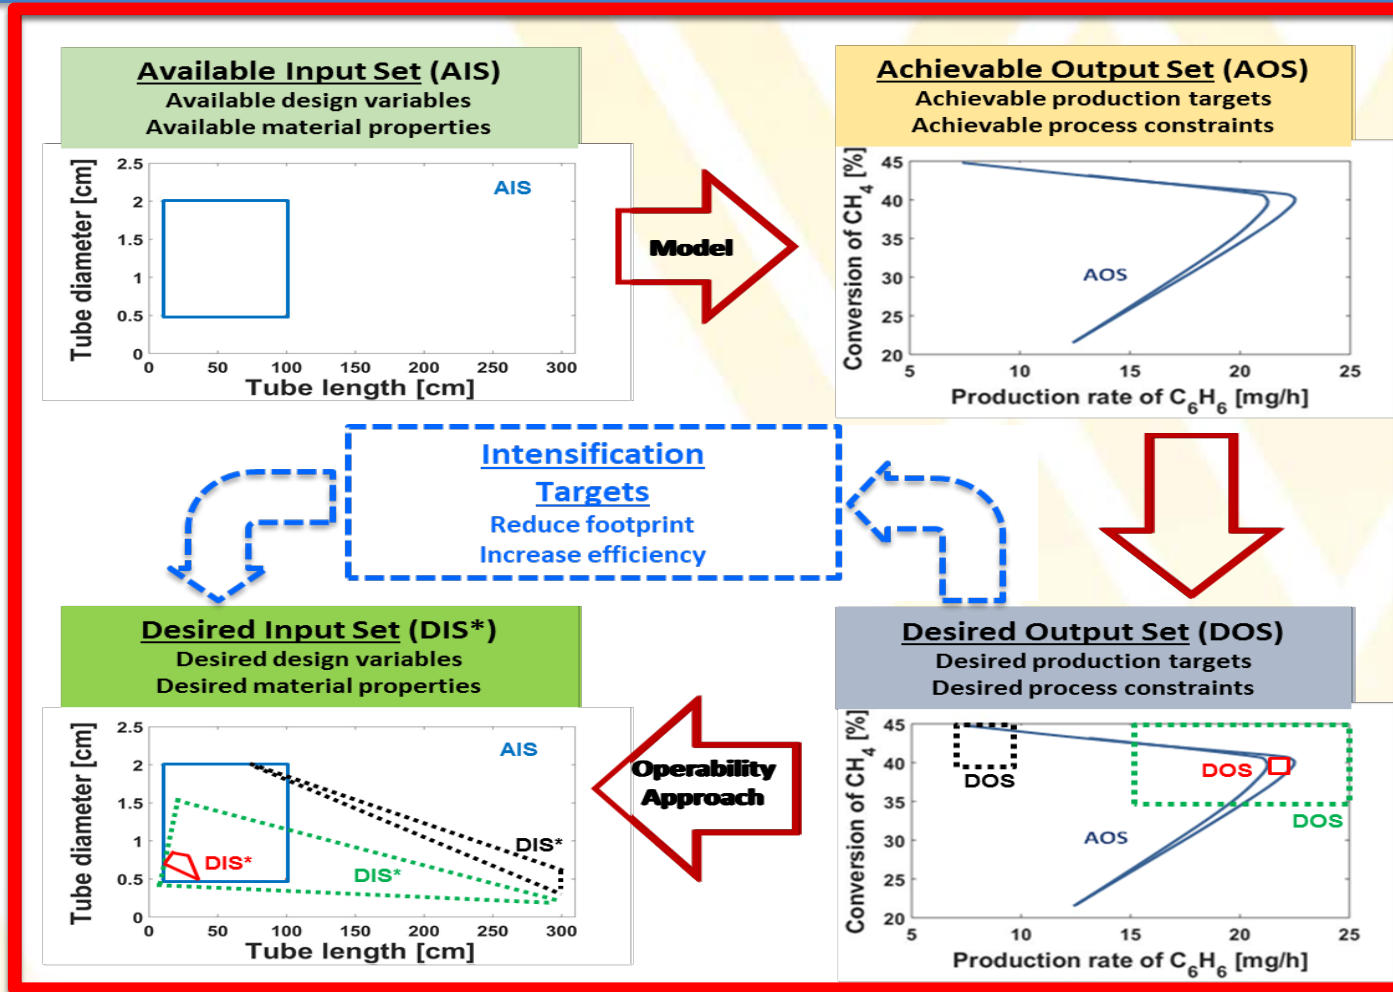 Available Input Set (AIS)
Available design variables
Available material properties
Tube diameter [cm]
2.5
2
1.5
1
0.5
0
AIS
0 50 100 150 200 250 300
Tube length [cm]
Model
Achievable Output Set (AOS)
Achievable production targets
Achievable process constraints
Conversion of CH4 [%]
45
40
35
30
25
20
AOS
5 10 15 20 25
Production rate of C6H6 [mg/h]
Intensification
Targets
Reduce footprint
Increase efficiency
Desired Input Set (DIS*)
Desired design variables
Desired material properties
Tube diameter [cm]
2.5
2
1.5
1
0.5
0
AIS
DIS*
DIS*
DIS*
0 50 100 150 200 250 300
Tube length [cm]
Operability
Approach
Desired Output Set (DOS)
Desired production targets
Desired process constraints
Conversion of CH4 [%]
45
40
35
30
25
20
DOS
DOS
DOS
AOS
5 10 15 20 25
Production rate of C6H6 [mg/h]